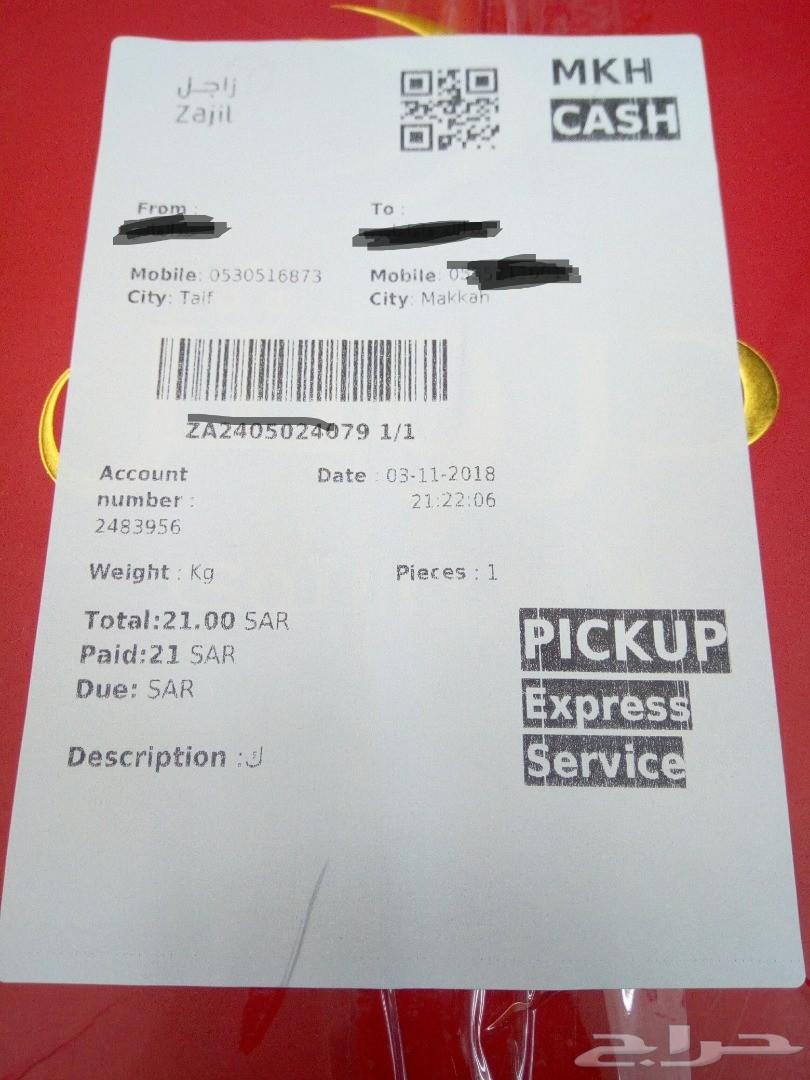 زاجل
Zajil
MKH
CASH
From :
To :
Mobile: 0530516873
Mobile: 05
City: Taif
City: Makkah
ZA2405024079 1/1
Account number :
2483956
Date : 03-11-2018
21:22:06
Weight : Kg
Pieces : 1
Total:21.00 SAR
Paid:21 SAR
Due: SAR
PICKUP
Express
Service
Description :ك
حراج